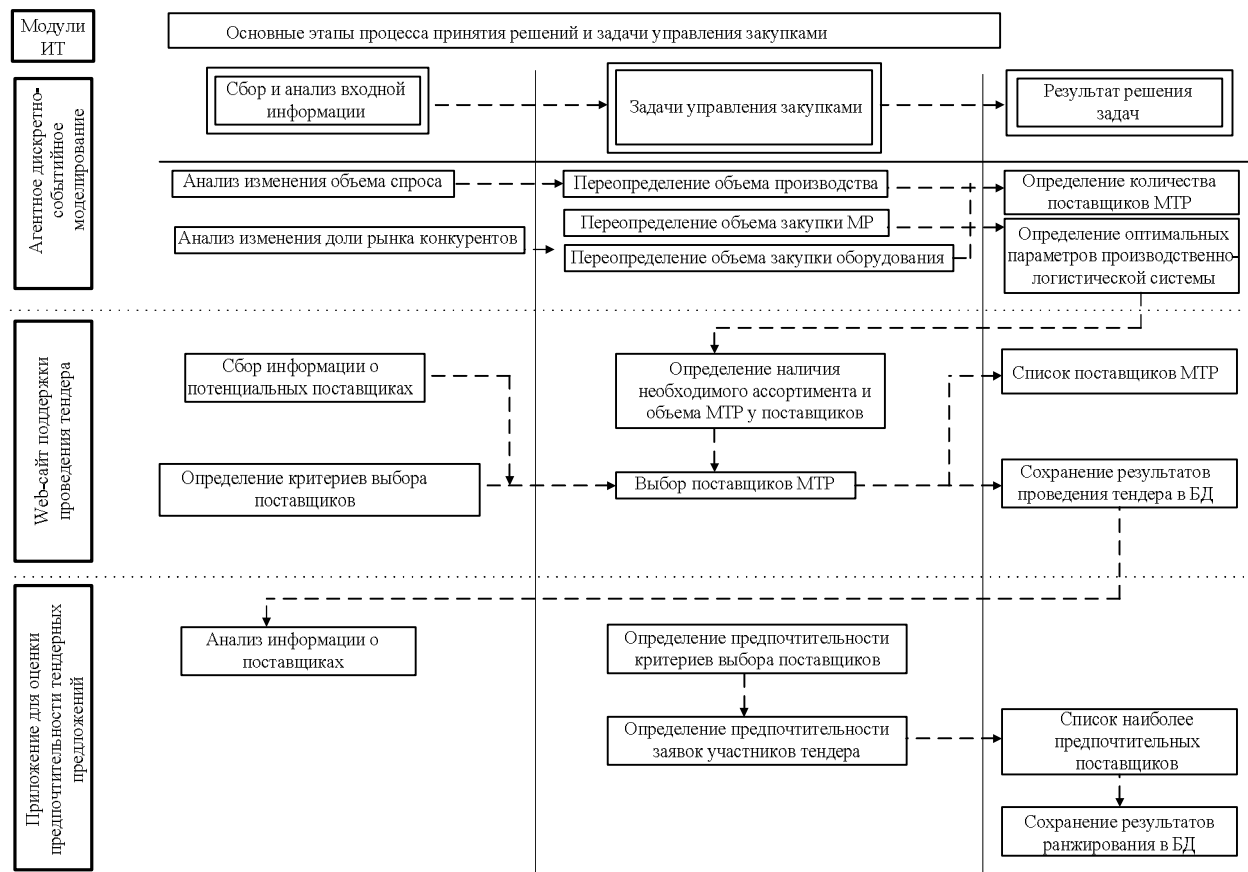 Модули
ИТ
Основные этапы процесса принятия решений и задачи управления закупками
Агентное дискретно-
событийное
моделирование
Сбор и анализ входной
информации
Задачи управления закупками
Результат решения
задач
Анализ изменения объема спроса
Переопределение объема производства
Определение количества
поставщиков МТР
Анализ изменения доли рынка конкурентов
Переопределение объема закупки МР
Переопределение объема закупки оборудования
Определение оптимальных
параметров производственно-
логистической системы
Web-сайт поддержки
проведения тендера
Сбор информации о
потенциальных поставщиках
Определение наличия
необходимого ассортимента и
объема МТР у поставщиков
Список поставщиков МТР
Определение критериев выбора
поставщиков
Выбор поставщиков МТР
Сохранение результатов
проведения тендера в БД
Приложение для оценки
предпочтительности тендерных
предложений
Анализ информации о
поставщиках
Определение предпочтительности
критериев выбора поставщиков
Определение предпочтительности
заявок участников тендера
Список наиболее
предпочтительных
поставщиков
Сохранение результатов
ранжирования в БД